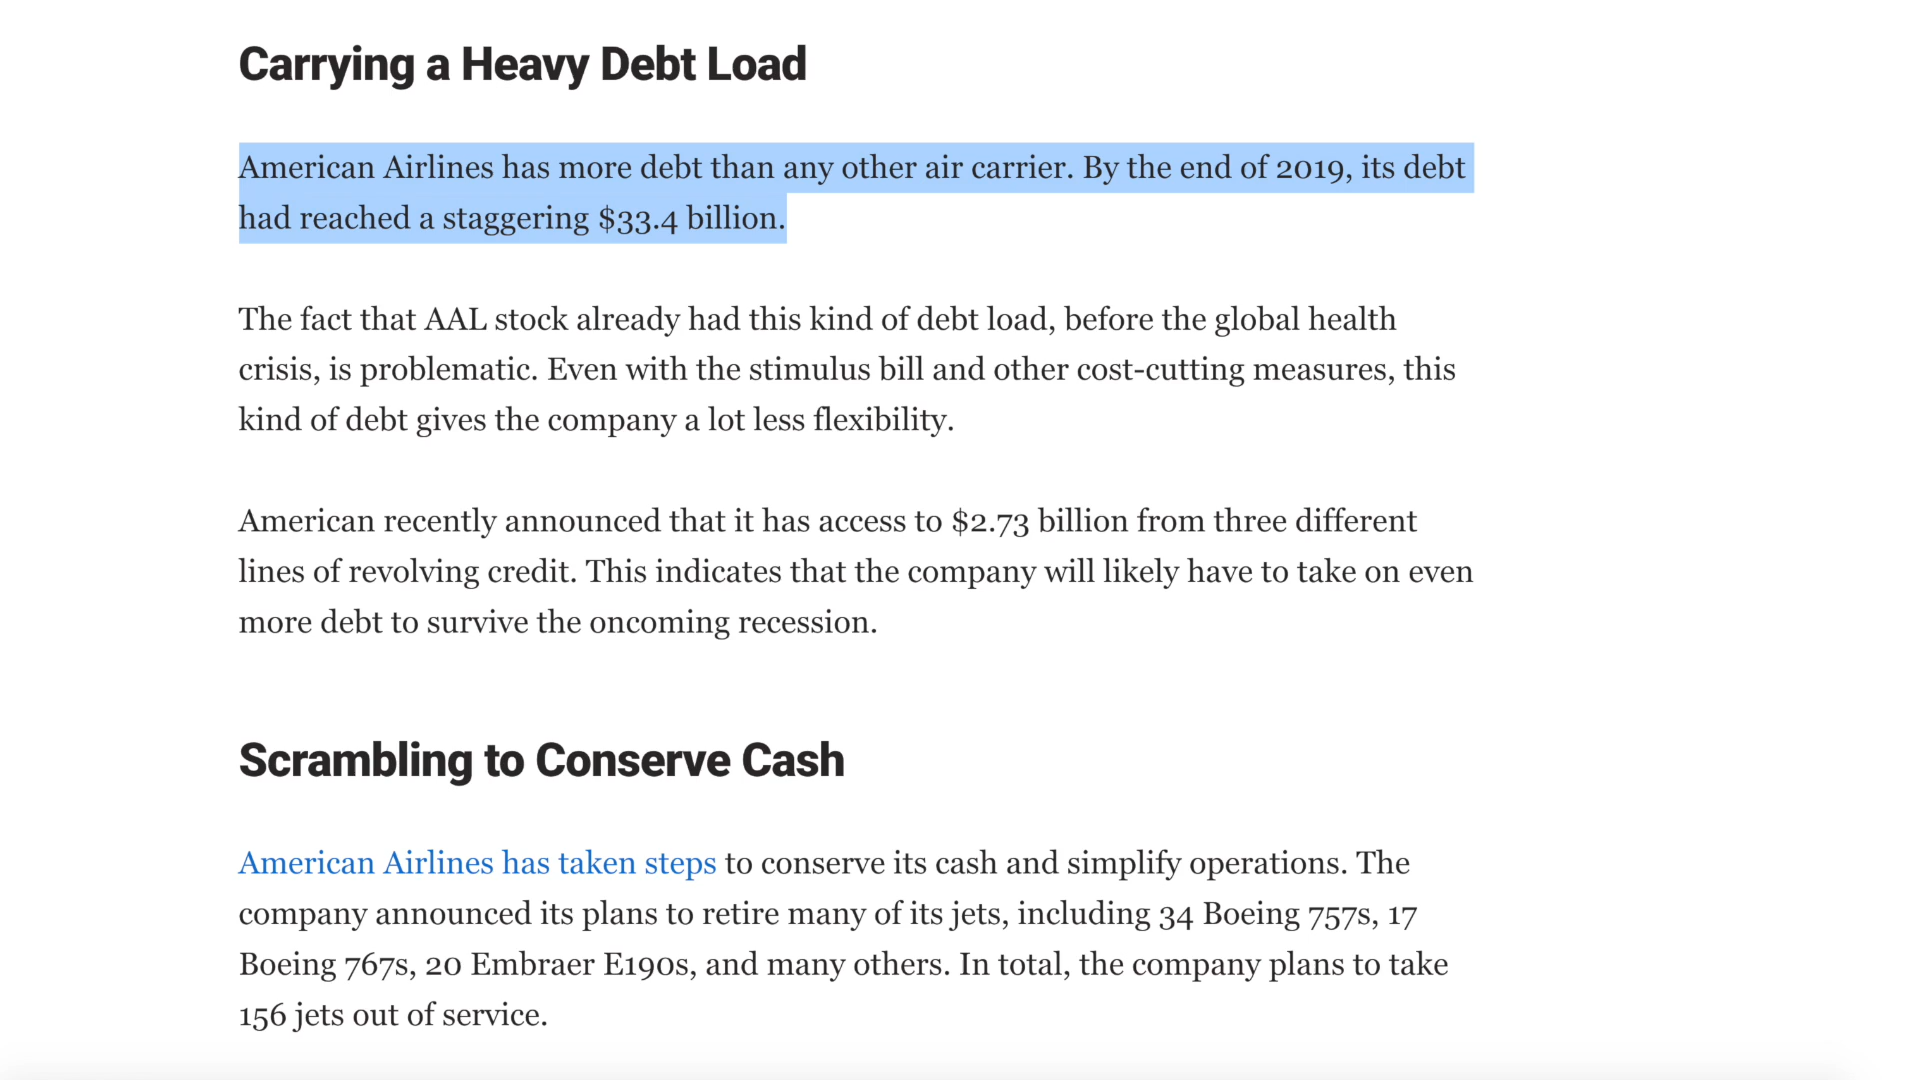 Carrying a Heavy Debt Load
American Airlines has more debt than any other air carrier. By the end of 2019, its debt
had reached a staggering $33.4 billion.
The fact that AAL stock already had this kind of debt load, before the global health
crisis, is problematic. Even with the stimulus bill and other cost-cutting measures, this
kind of debt gives the company a lot less flexibility.
American recently announced that it has access to $2.73 billion from three different
lines of revolving credit. This indicates that the company will likely have to take on even
more debt to survive the oncoming recession.
Scrambling to Conserve Cash
American Airlines has taken steps to conserve its cash and simplify operations. The
company announced its plans to retire many of its jets, including 34 Boeing 757s, 17
Boeing 767s, 20 Embraer E190s, and many others. In total, the company plans to take
156 jets out of service.